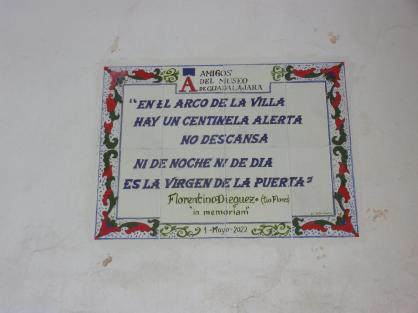 AMIGOS
DEL MUSEO
DE GUADALAJARA
"EN EL ARCO DE LA VILLA
HAY UN CENTINELA ALERTA
NO DESCANSA
NI DE NOCHE NI DE DIA
ES LA VIRGEN DE LA PUERTA"
Florentino Dieguez (Tio Flores)
"in memoriam"
1 - Mayo - 2022